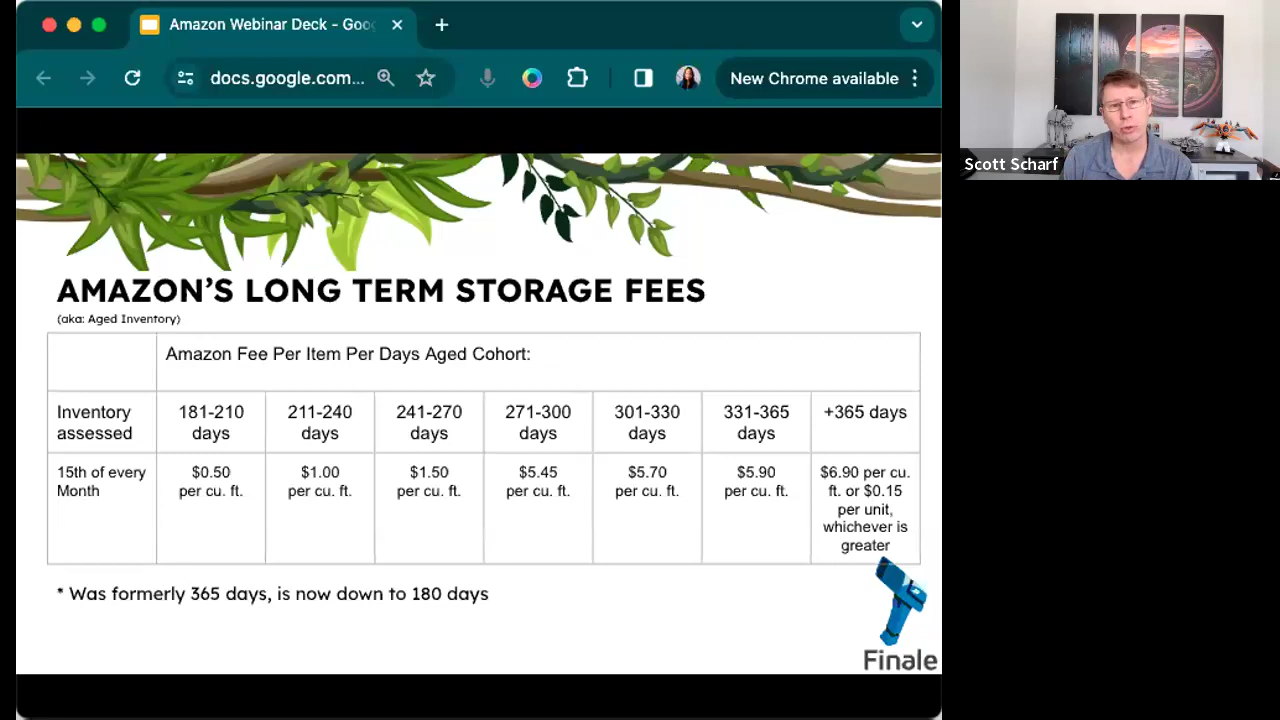 Amazon Webinar Deck - Goo
docs.google.com...
New Chrome available
Scott Scharf
AMAZON'S LONG TERM STORAGE FEES
(aka: Aged Inventory)
Amazon Fee Per Item Per Days Aged Cohort:
Inventory assessed
181-210 days
211-240 days
241-270 days
271-300 days
301-330 days
331-365 days
+365 days
15th of every Month
$0.50 per cu. ft.
$1.00 per cu. ft.
$1.50 per cu. ft.
$5.45 per cu. ft.
$5.70 per cu. ft.
$5.90 per cu. ft.
$6.90 per cu. ft. or $0.15 per unit, whichever is greater
* Was formerly 365 days, is now down to 180 days
Finale